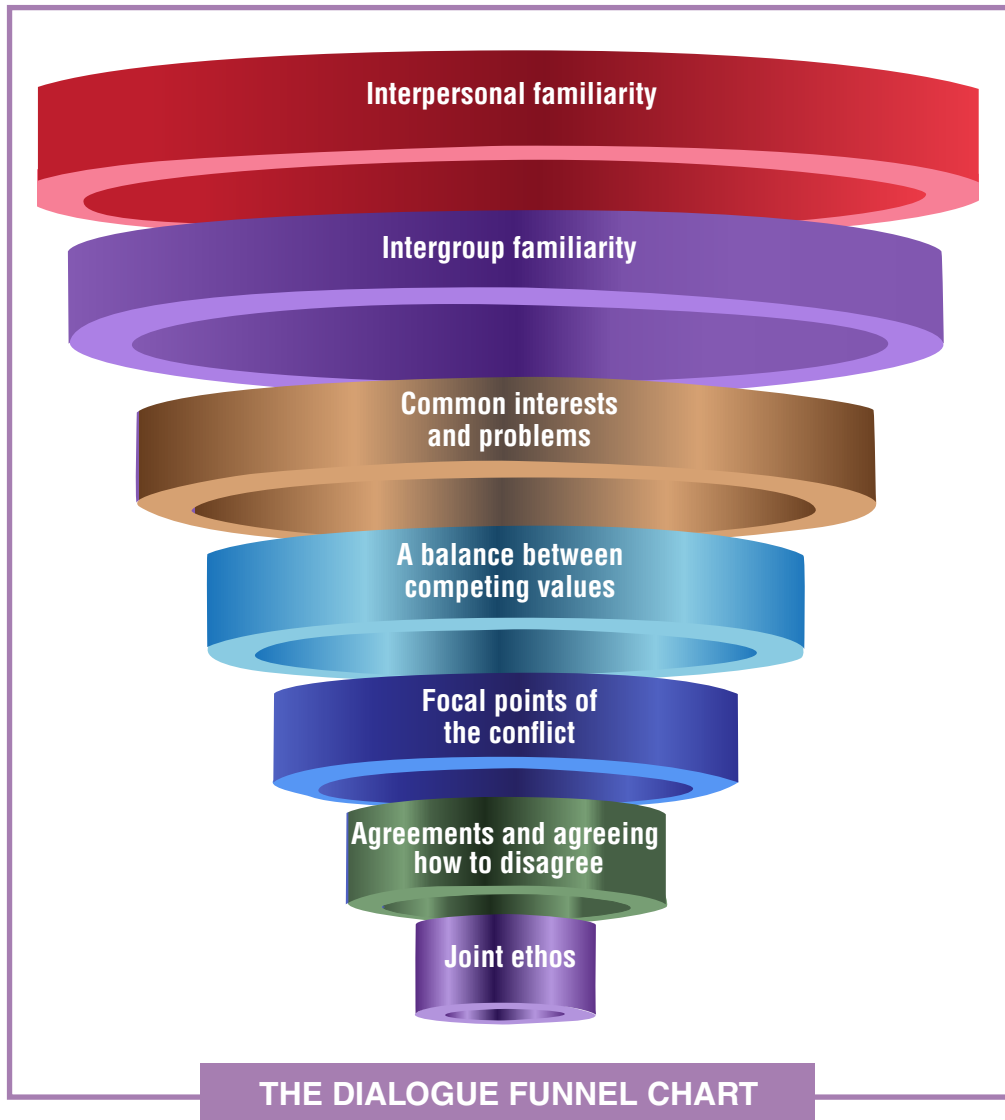 Interpersonal familiarity
Intergroup familiarity
Common interests
and problems
A balance between
competing values
Focal points of
the conflict
Agreements and agreeing
how to disagree
Joint ethos
THE DIALOGUE FUNNEL CHART